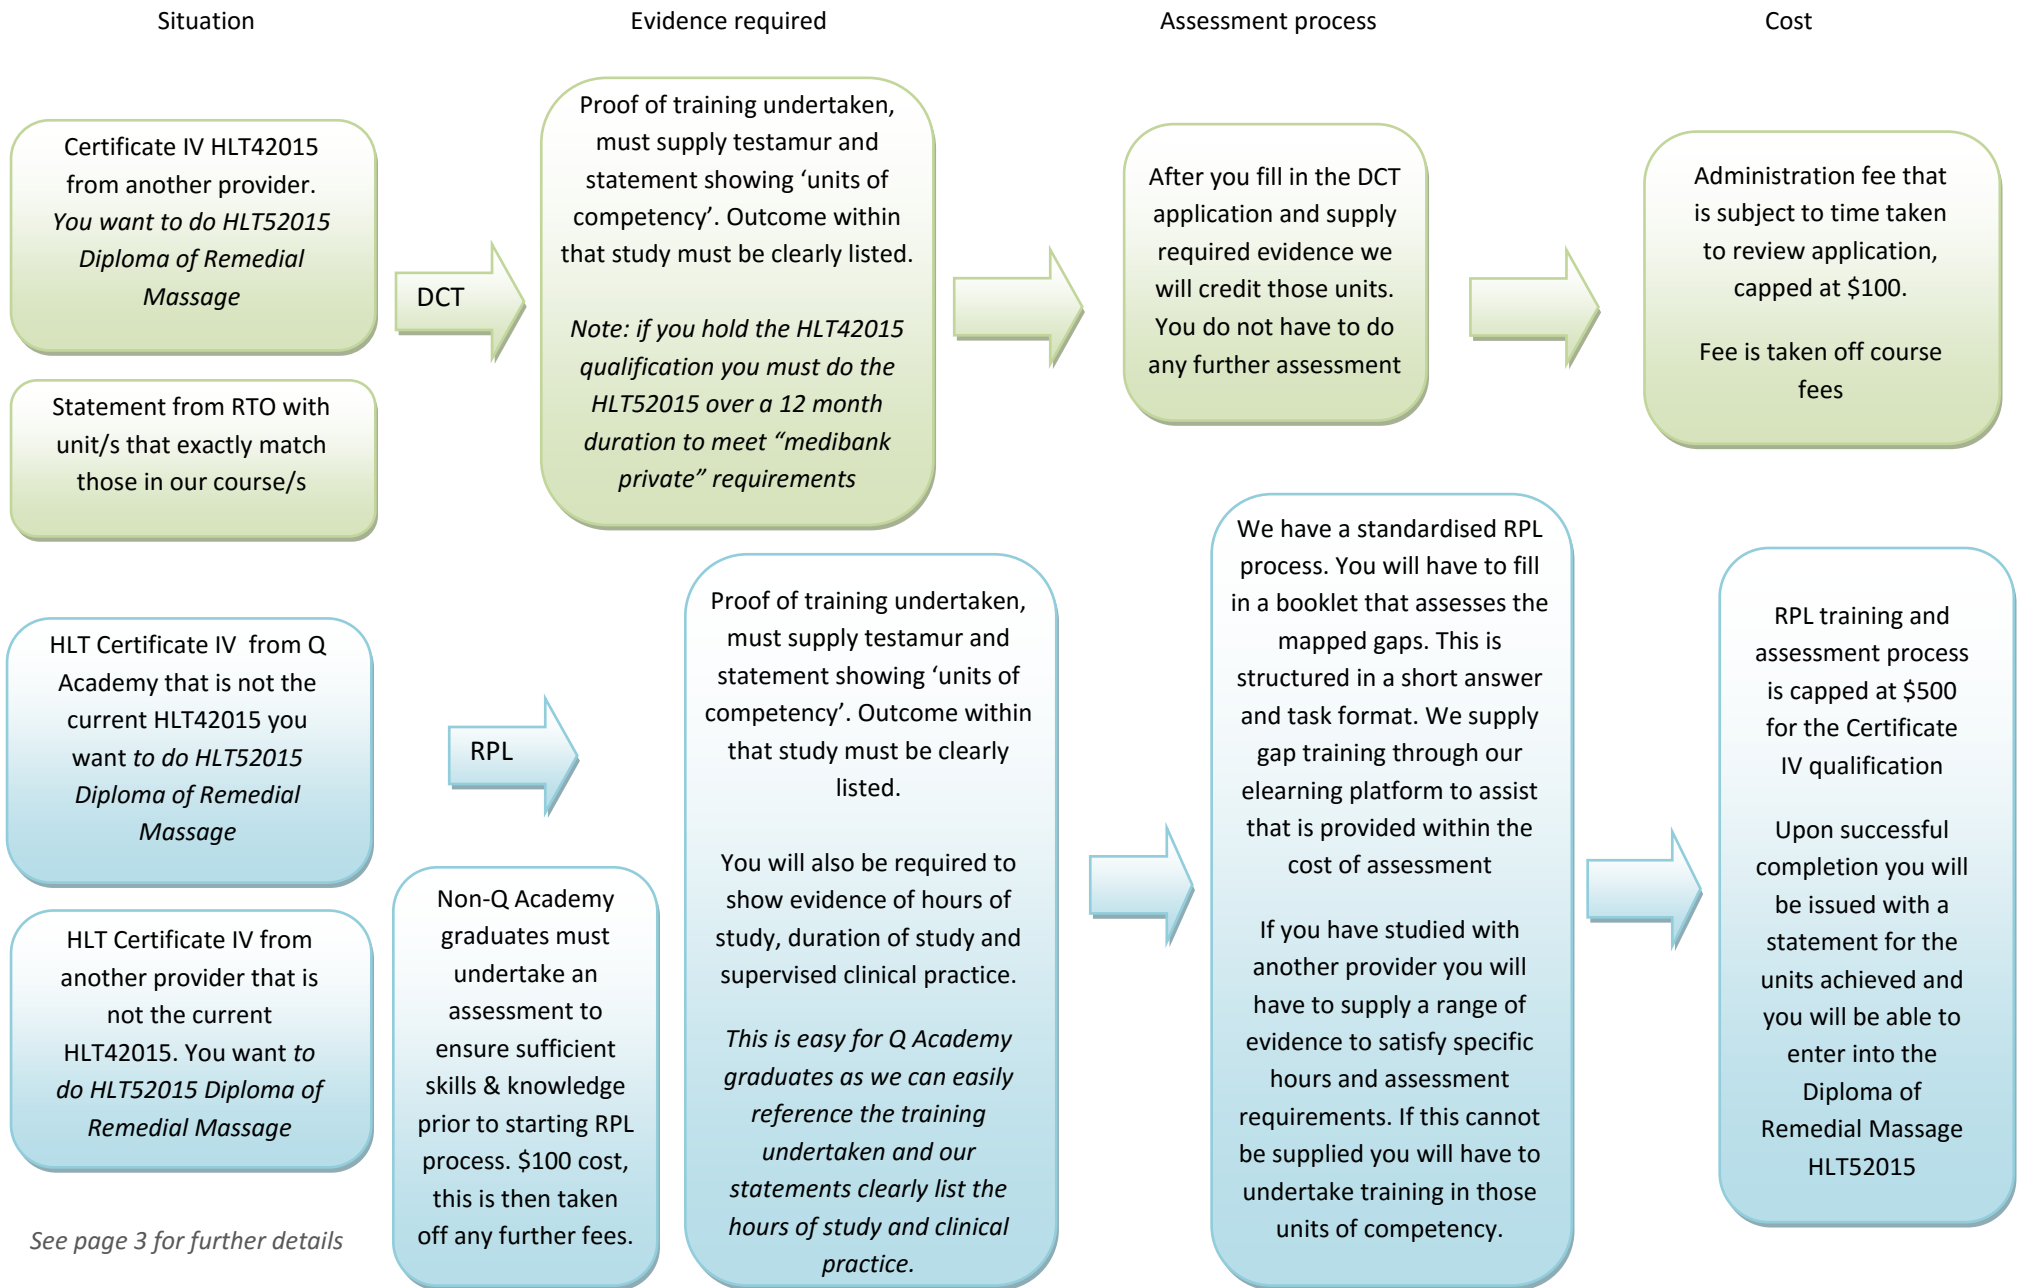 Situation
Evidence required
Assessment process
Cost
Certificate IV HLT42015
from another provider.
You want to do HLT52015
Diploma of Remedial
Massage
Statement from RTO with
unit/s that exactly match
those in our course/s
DCT
Proof of training undertaken,
must supply testamur and
statement showing ‘units of
competency’. Outcome within
that study must be clearly listed.
Note: if you hold the HLT42015
qualification you must do the
HLT52015 over a 12 month
duration to meet “medibank
private” requirements
After you fill in the DCT
application and supply
required evidence we
will credit those units.
You do not have to do
any further assessment
Administration fee that
is subject to time taken
to review application,
capped at $100.
Fee is taken off course
fees
HLT Certificate IV  from Q
Academy that is not the
current HLT42015 you
want to do HLT52015
Diploma of Remedial
Massage
HLT Certificate IV from
another provider that is
not the current
HLT42015. You want to
do HLT52015 Diploma of
Remedial Massage
See page 3 for further details
RPL
Non-Q Academy
graduates must
undertake an
assessment to
ensure sufficient
skills & knowledge
prior to starting RPL
process. $100 cost,
this is then taken
off any further fees.
Proof of training undertaken,
must supply testamur and
statement showing ‘units of
competency’. Outcome within
that study must be clearly
listed.
You will also be required to
show evidence of hours of
study, duration of study and
supervised clinical practice.
This is easy for Q Academy
graduates as we can easily
reference the training
undertaken and our
statements clearly list the
hours of study and clinical
practice.
We have a standardised RPL
process. You will have to fill
in a booklet that assesses the
mapped gaps. This is
structured in a short answer
and task format. We supply
gap training through our
elearning platform to assist
that is provided within the
cost of assessment
If you have studied with
another provider you will
have to supply a range of
evidence to satisfy specific
hours and assessment
requirements. If this cannot
be supplied you will have to
undertake training in those
units of competency.
RPL training and
assessment process
is capped at $500
for the Certificate
IV qualification
Upon successful
completion you will
be issued with a
statement for the
units achieved and
you will be able to
enter into the
Diploma of
Remedial Massage
HLT52015